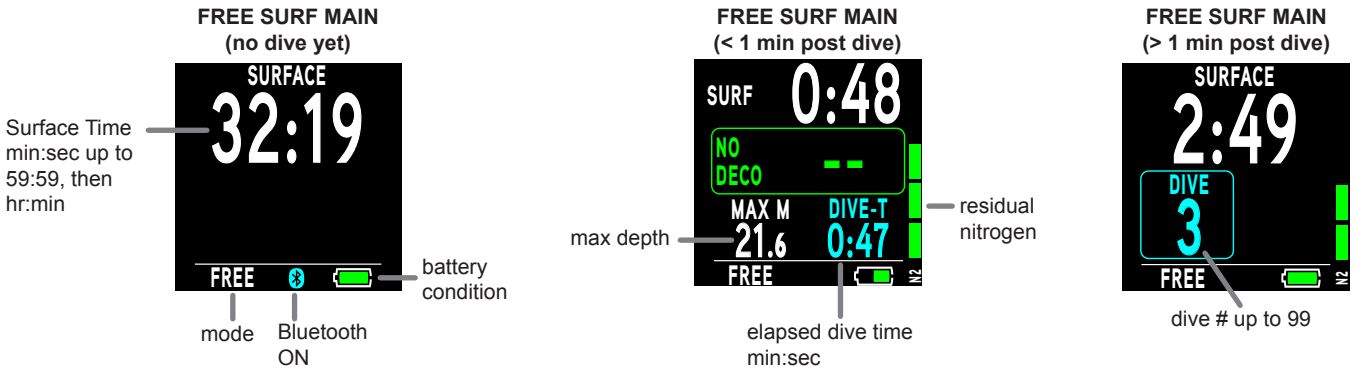 FREE SURF MAIN
(no dive yet)
SURFACE
32:19
FREE
Surface Time
min:sec up to
59:59, then
hr:min
mode
Bluetooth
ON
battery
condition
FREE SURF MAIN
(< 1 min post dive)
SURF 0:48
NO
DECO --
MAX M DIVE-T
21.6 0:47
FREE N2
max depth
residual
nitrogen
elapsed dive time
min:sec
FREE SURF MAIN
(> 1 min post dive)
SURFACE
2:49
DIVE
3
FREE N2
dive # up to 99